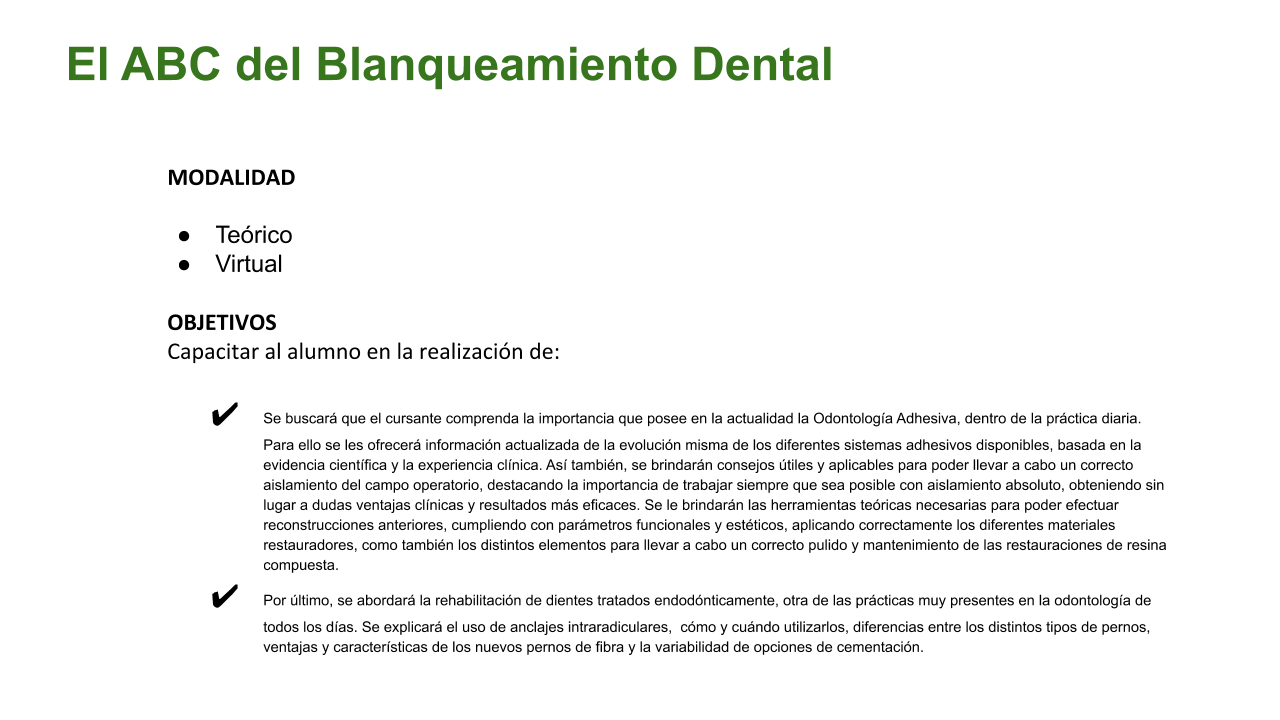 El ABC del Blanqueamiento Dental
MODALIDAD
● Teórico
● Virtual
OBJETIVOS
Capacitar al alumno en la realización de:
✔ Se buscará que el cursante comprenda la importancia que posee en la actualidad la Odontología Adhesiva, dentro de la práctica diaria.
Para ello se les ofrecerá información actualizada de la evolución misma de los diferentes sistemas adhesivos disponibles, basada en la
evidencia científica y la experiencia clínica. Así también, se brindarán consejos útiles y aplicables para poder llevar a cabo un correcto
aislamiento del campo operatorio, destacando la importancia de trabajar siempre que sea posible con aislamiento absoluto, obteniendo sin
lugar a dudas ventajas clínicas y resultados más eficaces. Se le brindarán las herramientas teóricas necesarias para poder efectuar
reconstrucciones anteriores, cumpliendo con parámetros funcionales y estéticos, aplicando correctamente los diferentes materiales
restauradores, como también los distintos elementos para llevar a cabo un correcto pulido y mantenimiento de las restauraciones de resina
compuesta.
✔ Por último, se abordará la rehabilitación de dientes tratados endodónticamente, otra de las prácticas muy presentes en la odontología de
todos los días. Se explicará el uso de anclajes intraradiculares,  cómo y cuándo utilizarlos, diferencias entre los distintos tipos de pernos,
ventajas y características de los nuevos pernos de fibra y la variabilidad de opciones de cementación.